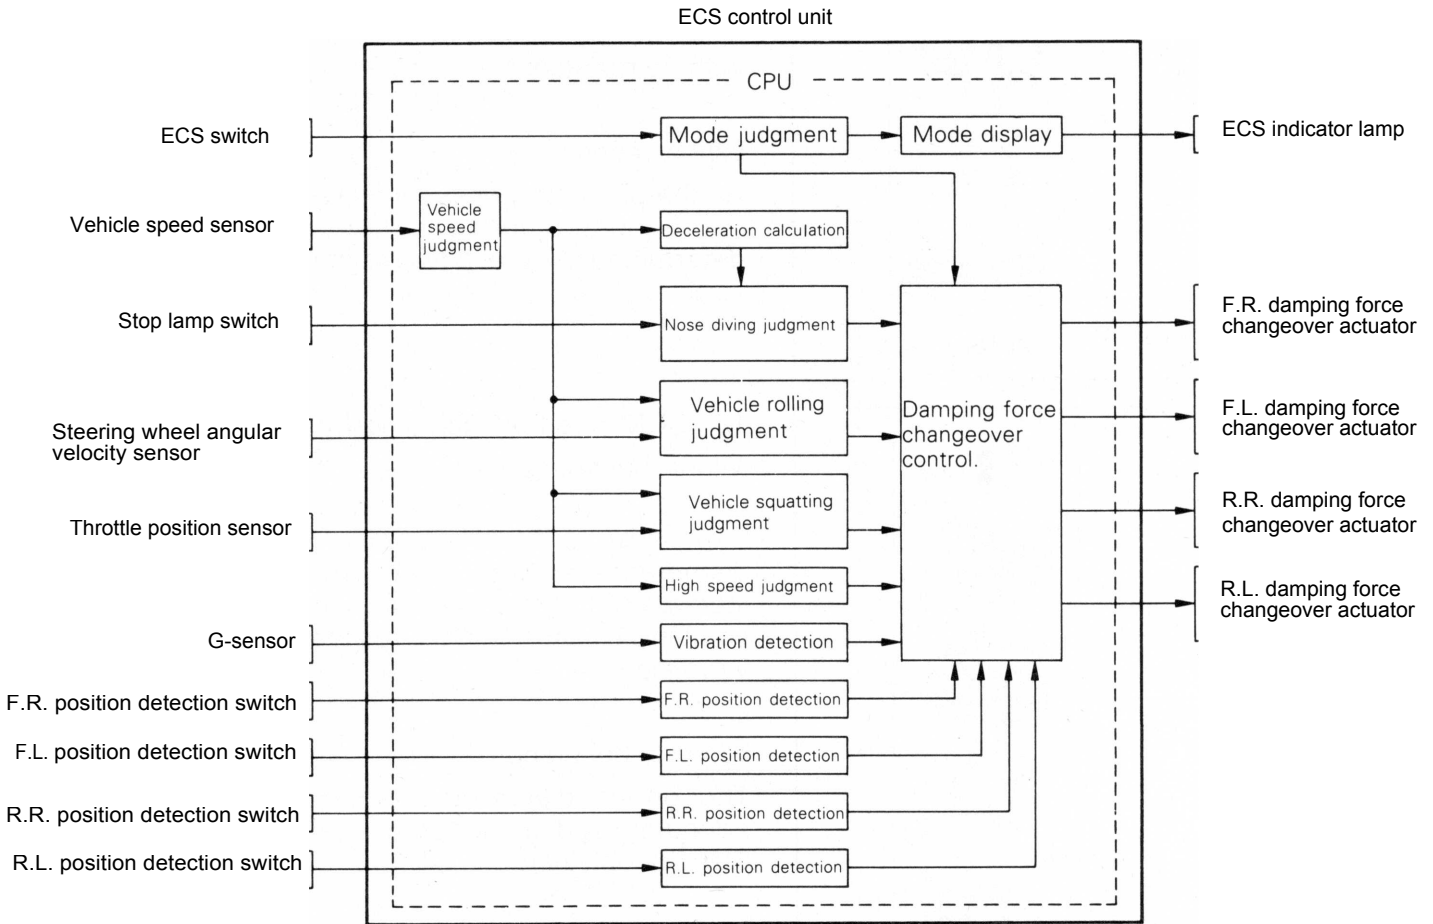 ECS control unit
CPU
ECS switch
Mode judgment
Mode display
ECS indicator lamp
Vehicle speed sensor
Vehicle
speed
judgment
Deceleration calculation
Stop lamp switch
Nose diving judgment
F.R. damping force
changeover actuator
Steering wheel angular
velocity sensor
Vehicle rolling
judgment
Damping force
changeover
control.
F.L. damping force
changeover actuator
Throttle position sensor
Vehicle squatting
judgment
R.R. damping force
changeover actuator
High speed judgment
R.L. damping force
changeover actuator
G-sensor
Vibration detection
F.R. position detection switch
F.R. position detection
F.L. position detection switch
F.L. position detection
R.R. position detection switch
R.R. position detection
R.L. position detection switch
R.L. position detection